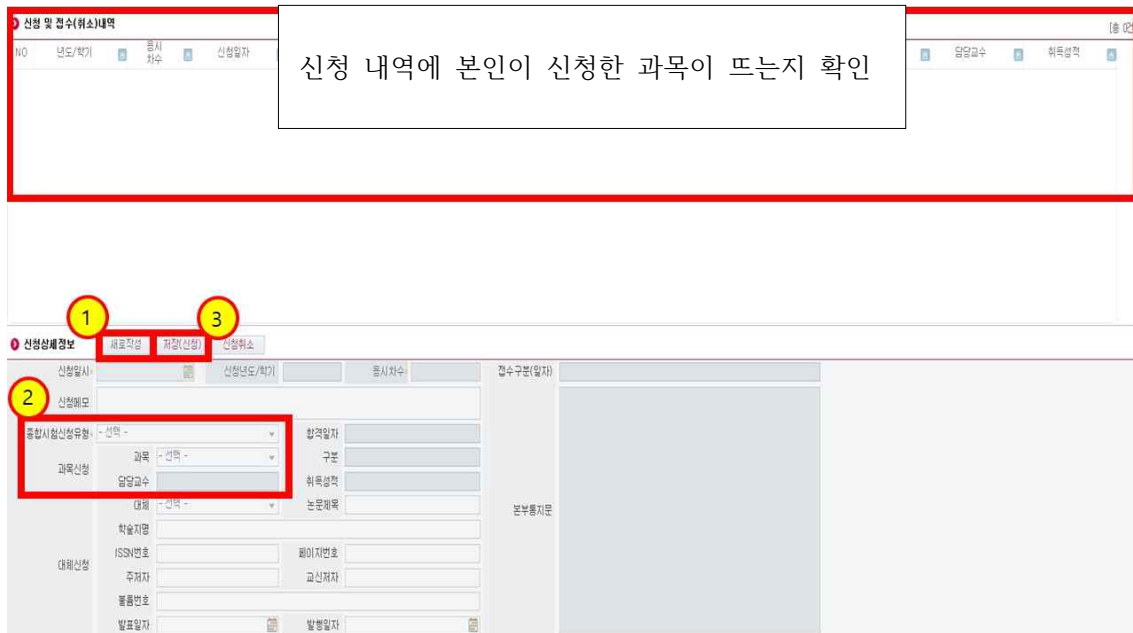 신청 및 접수(취소)내역
[총 0건
NO 년도/학기 응시차수 신청일자 담당교수 취득성적
신청 내역에 본인이 신청한 과목이 뜨는지 확인
1
3
신청상세정보 새로작성 저장(신청) 신청취소
신청일시 신청년도/학기 응시차수 접수구분(일자)
2
신청메모
종합시험신청유형 - 선택 - 합격일자
과목신청 과목 - 선택 - 구분
담당교수 취득성적
대체 - 선택 - 논문제목
본부통지문
학술지명
대체신청 ISSN번호 페이지번호
주저자 교신저자
볼륨번호
발표일자 발행일자